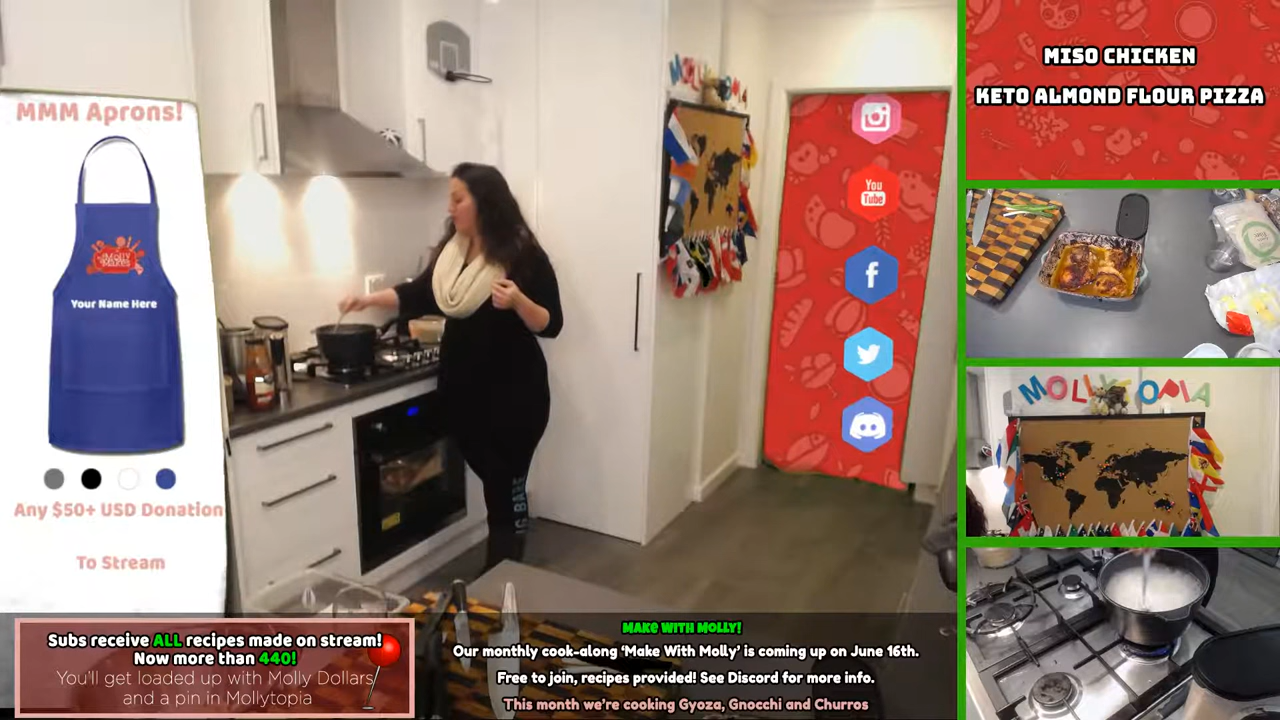 MMM Aprons!
Molly
Makes
Your Name Here
Any $50+ USD Donation
To Stream
You
Tube
f
MISO CHICKEN
KETO ALMOND FLOUR PIZZA
MOLLYTOPIA
Subs receive ALL recipes made on stream!
Now more than 440!
You'll get loaded up with Molly Dollars
and a pin in Mollytopia
MAKE WITH MOLLY!
Our monthly cook-along 'Make With Molly' is coming up on June 16th.
Free to join, recipes provided! See Discord for more info.
This month we're cooking Gyoza, Gnocchi and Churros